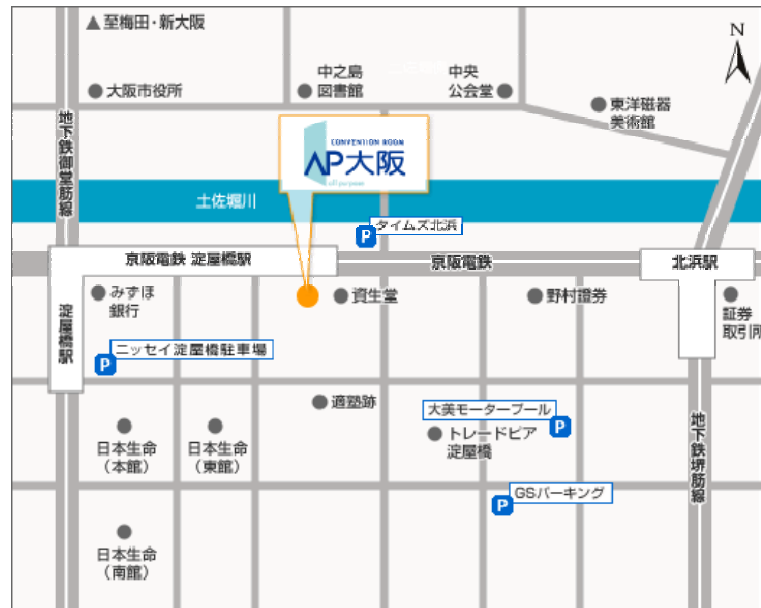 ▲至梅田・新大阪
N
大阪市役所
中之島
図書館
中央
公会堂
東洋磁器
美術館
地下鉄御堂筋線
CONVENTION ROOM
AP大阪
all purpose
土佐堀川
タイムズ北浜
P
京阪電鉄 淀屋橋駅
京阪電鉄
北浜駅
みずほ
銀行
資生堂
野村證券
証券
取引所
淀屋橋駅
ニッセイ淀屋橋駐車場
P
適塾跡
大美モータープール
P
トレードピア
淀屋橋
地下鉄堺筋線
日本生命
(本館)
日本生命
(東館)
GSパーキング
P
日本生命
(南館)